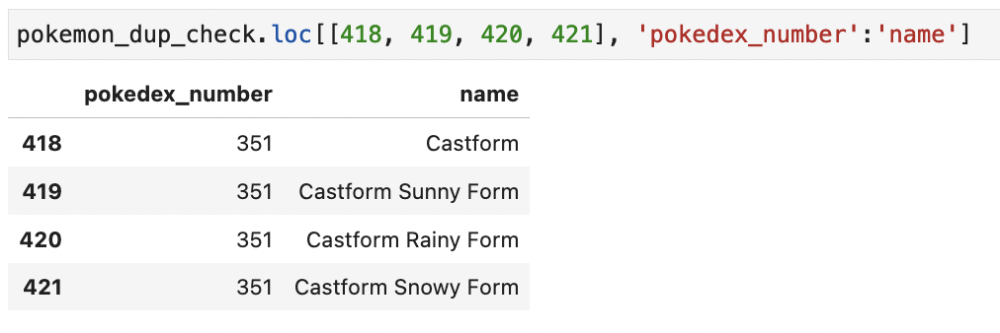 pokemon_dup_check.loc[[418, 419, 420, 421], 'pokedex_number':'name']
pokedex_number name
418 351 Castform
419 351 Castform Sunny Form
420 351 Castform Rainy Form
421 351 Castform Snowy Form